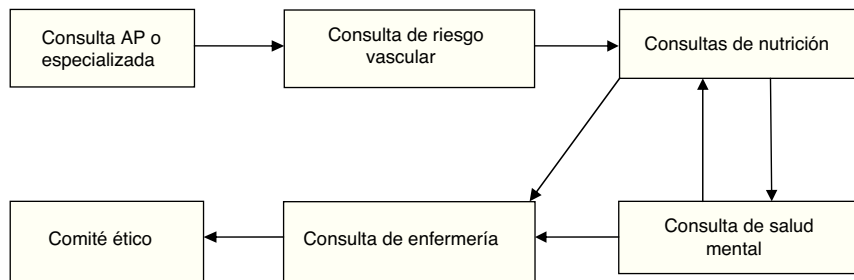 Consulta AP o
especializada
Consulta de riesgo
vascular
Consultas de nutrición
Comité ético
Consulta de enfermería
Consulta de salud
mental